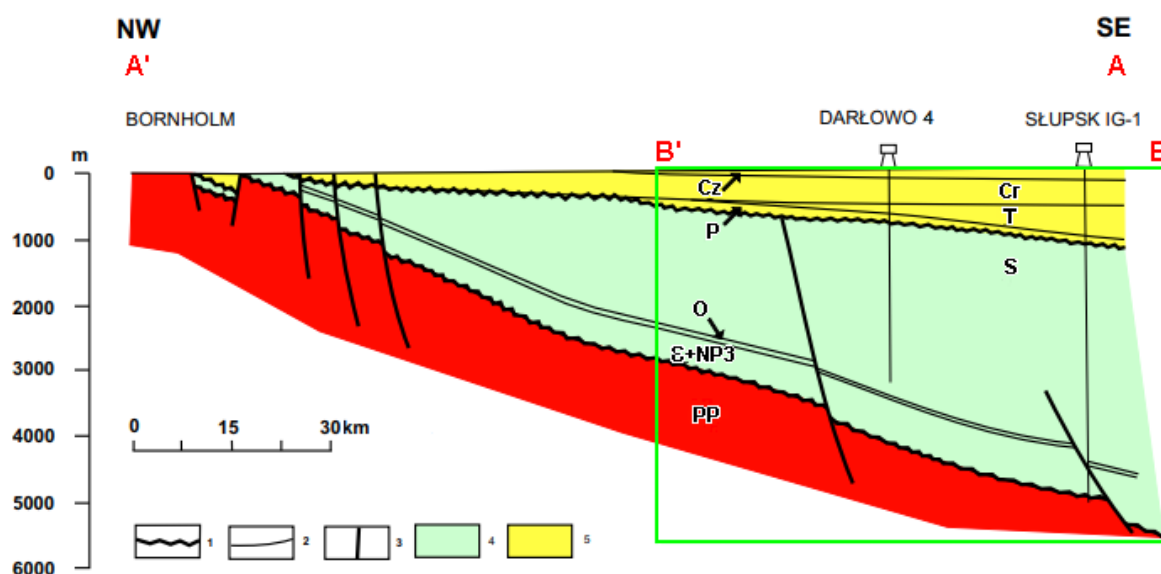 NW SE
A' A
BORNHOLM DARŁOWO 4 SŁUPSK IG-1
m B' B
0
Cz Cr
T
P
1000
S
2000
O
3000 Ɛ+NP3
PP
0 15 30 km
4000
5000
1 2 3 4 5
6000